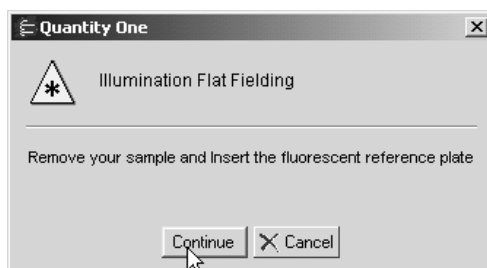 Quantity One
Illumination Flat Fielding
Remove your sample and Insert the fluorescent reference plate
Continue
Cancel